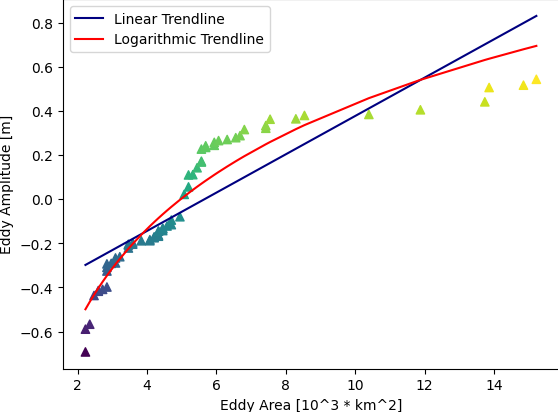 Linear Trendline
Logarithmic Trendline
Eddy Amplitude [m]
0.8
0.6
0.4
0.2
0.0
−0.2
−0.4
−0.6
2 4 6 8 10 12 14
Eddy Area [10^3 * km^2]